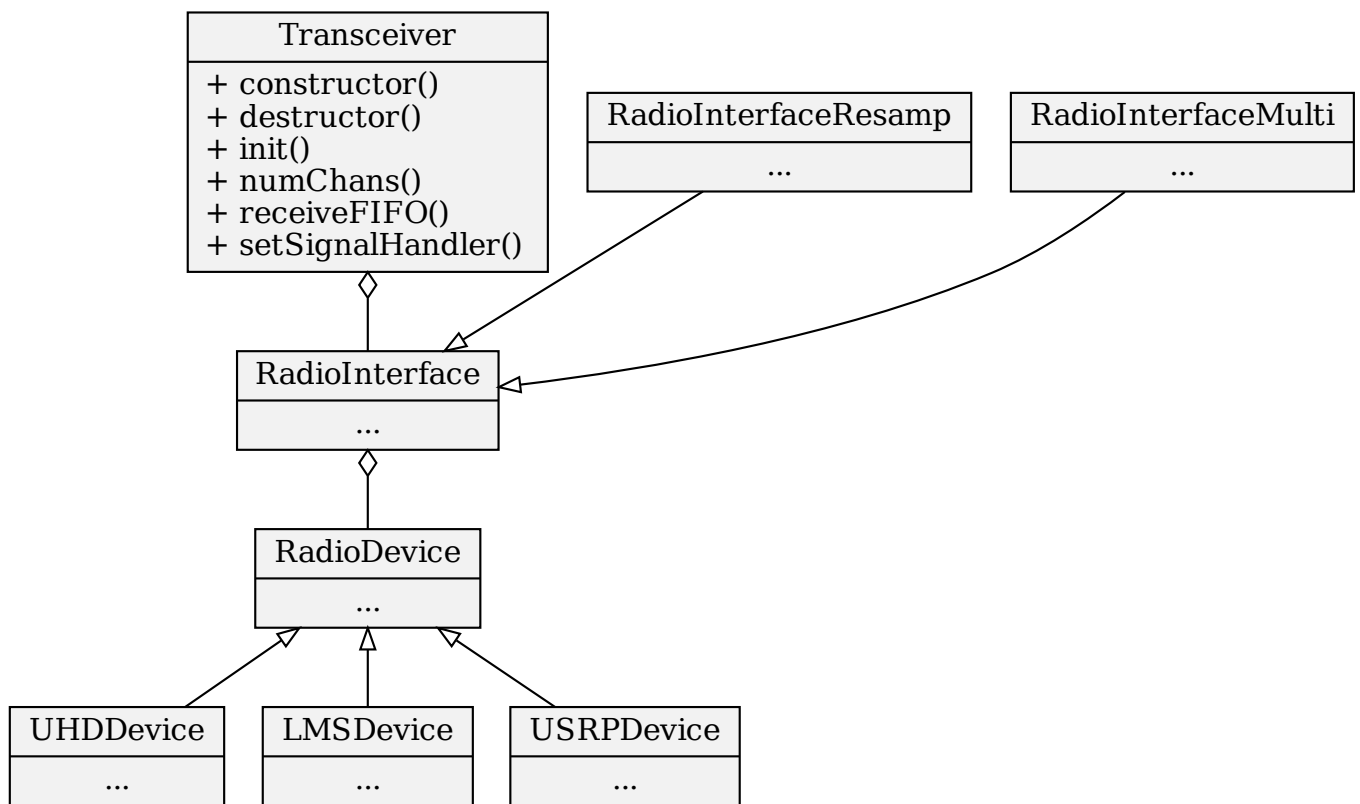 Transceiver
+ constructor()
+ destructor()
+ init()
+ numChans()
+ receiveFIFO()
+ setSignalHandler()
RadioInterfaceResamp
...
RadioInterfaceMulti
...
RadioInterface
...
RadioDevice
...
UHDDevice
...
LMSDevice
...
USRPDevice
...